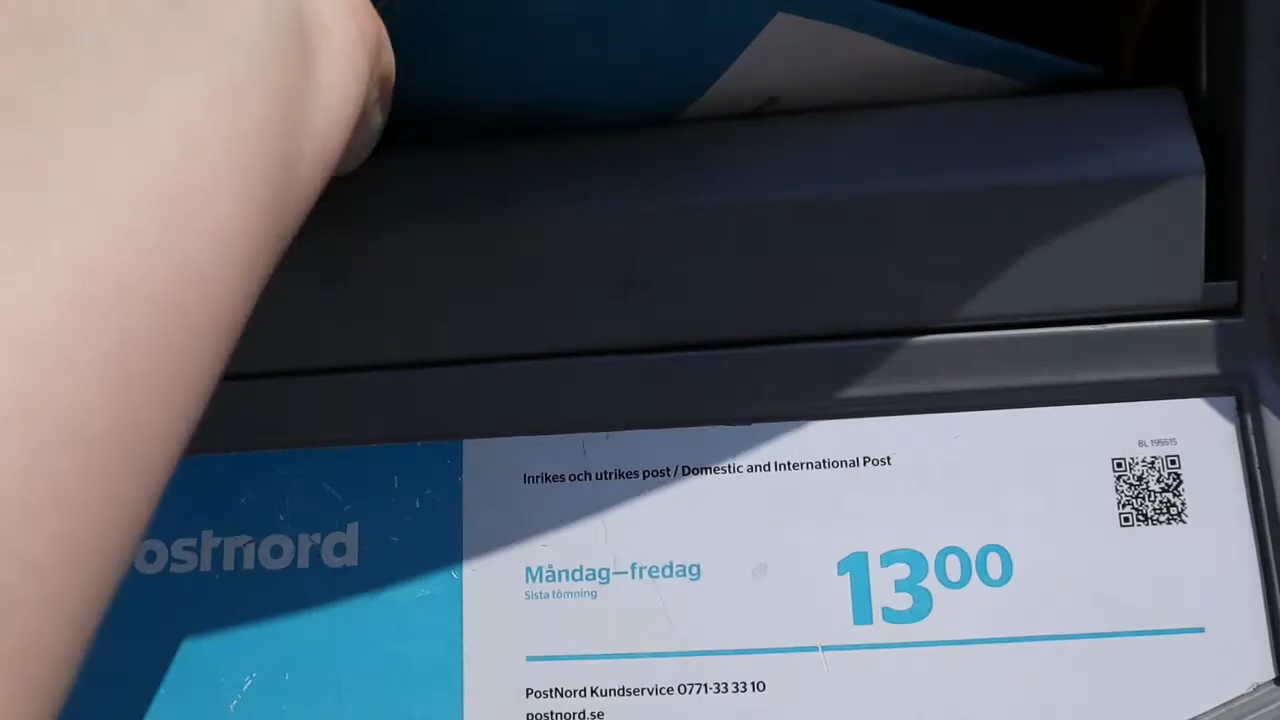 BL 195515
Inrikes och utrikes post / Domestic and International Post
ostnord
Måndag–fredag
Sista tömning
13⁰⁰
PostNord Kundservice 0771-33 33 10
postnord.se